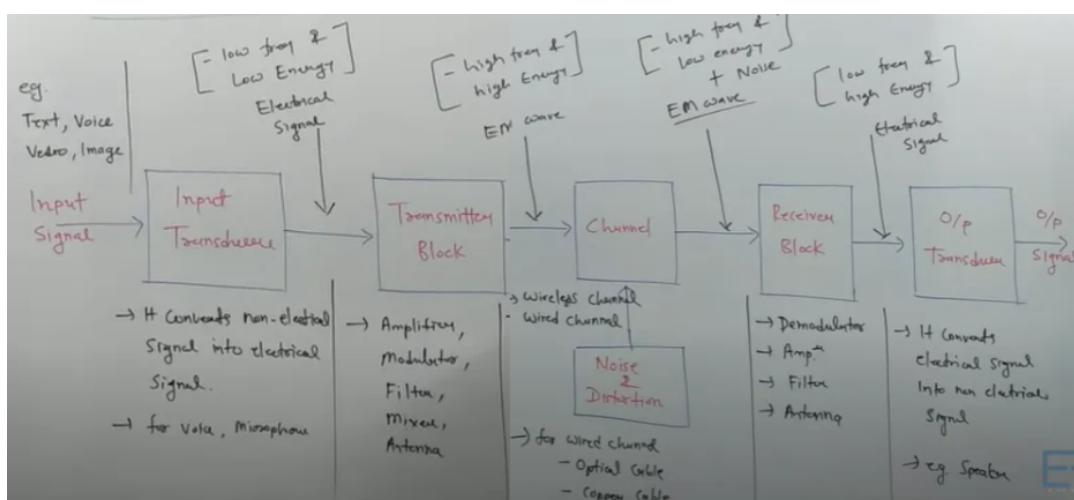 eg.
Text, Voice
Vedio, Image
Input
Signal
Input
Transducer
→ It Converts non-electrical
Signal into electrical
Signal.
→ for Voice, Microphone
[ - low freq &
Low Energy ]
Electrical
Signal
Transmitter
Block
→ Amplifier,
Modulator,
Filter,
Mixer,
Antenna
[ - high freq &
high Energy ]
EM wave
Channel
→ Wireless Channel
- Wired Channel
Noise
&
Distortion
→ for wired channel
- Optical Cable
- Copper Cable
[ - high freq &
low energy
+ Noise ]
EM wave
Receiver
Block
→ Demodulator
→ Amp.
→ Filter
→ Antenna
[ low freq &
high Energy ]
Electrical
Signal
O/P
Transducer
→ It Converts
electrical signal
Into non electrical
Signal
→ eg. Speaker
O/P
Signal